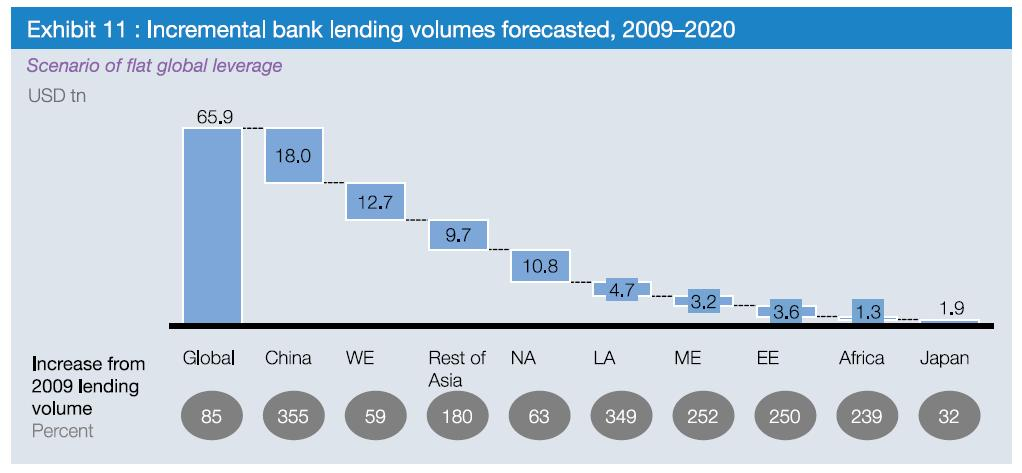 Exhibit 11 : Incremental bank lending volumes forecasted, 2009–2020
Scenario of flat global leverage
USD tn
65.9
18.0
12.7
9.7
10.8
4.7
3.2
3.6
1.3
1.9
Increase from
2009 lending
volume
Percent
Global China WE Rest of NA LA ME EE Africa Japan
Asia
85 355 59 180 63 349 252 250 239 32